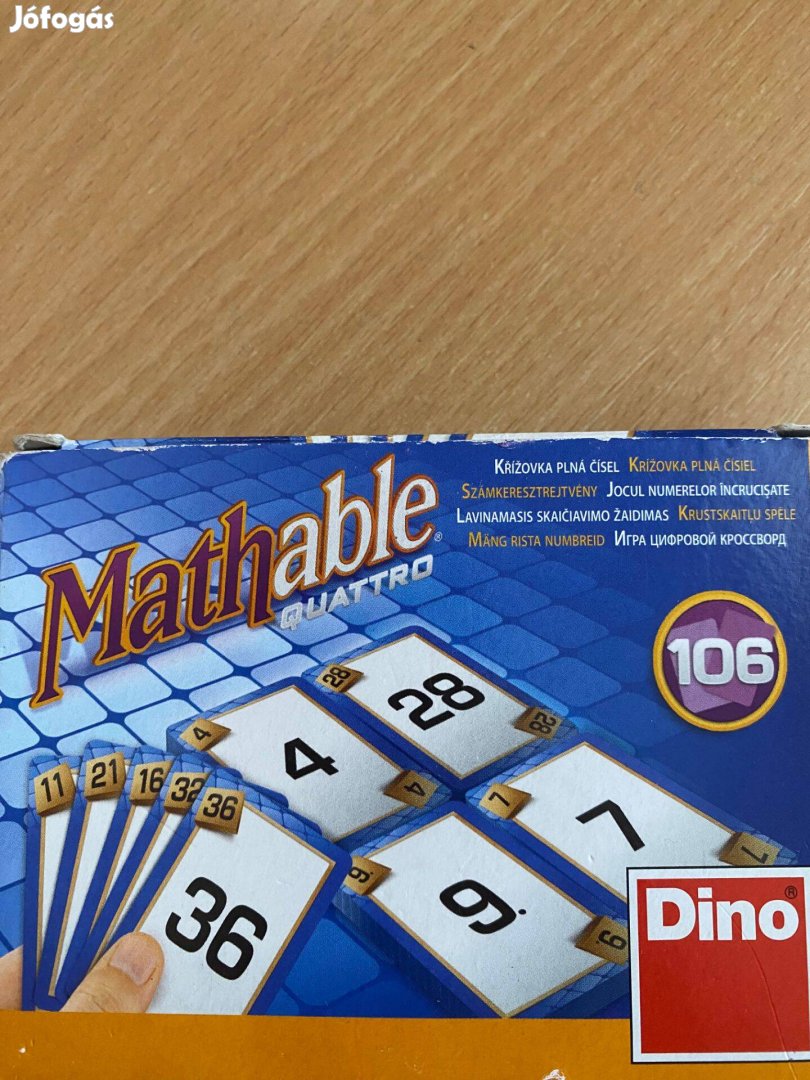 Jófogás
KŘÍŽOVKA PLNÁ ČÍSEL KRÍŽOVKA PLNÁ ČÍSIEL
SZÁMKERESZTREJTVÉNY JOCUL NUMERELOR ÎNCRUCIŞATE
LAVINAMASIS SKAIČIAVIMO ŽAIDIMAS KRUSTSKAITĻU SPĒLE
MÄNG RISTA NUMBREID ИГРА ЦИФРОВОЙ КРОССВОРД
Mathable®
QUATTRO
106
28 28 28
4 4 4
11 21 16 32 36
7 7 7
36
9. 9. 9.
Dino®